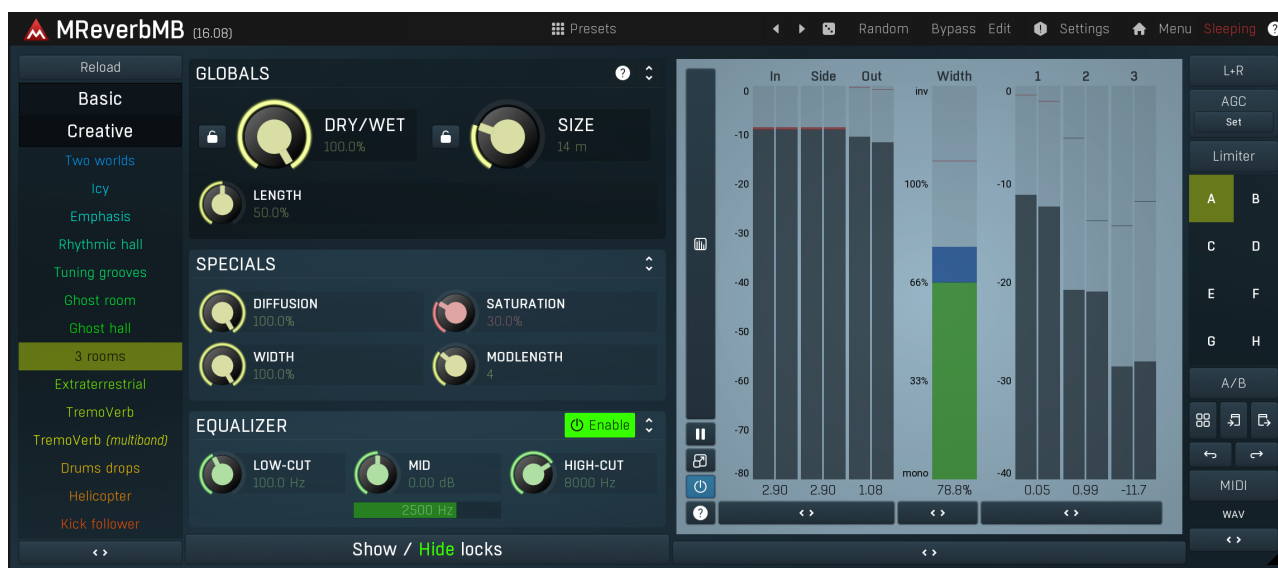 MReverbMB (16.08)
Presets
Random
Bypass
Edit
Settings
Menu
Sleeping
?
Reload
Basic
Creative
Two worlds
Icy
Emphasis
Rhythmic hall
Tuning grooves
Ghost room
Ghost hall
3 rooms
Extraterrestrial
TremoVerb
TremoVerb (multiband)
Drums drops
Helicopter
Kick follower
GLOBALS
?
DRY/WET
100.0%
SIZE
14 m
LENGTH
50.0%
SPECIALS
DIFFUSION
100.0%
SATURATION
30.0%
WIDTH
100.0%
MODLENGTH
4
EQUALIZER
Enable
LOW-CUT
100.0 Hz
MID
0.00 dB
2500 Hz
HIGH-CUT
8000 Hz
Show / Hide locks
In Side Out Width 1 2 3
0
-10
-20
-30
-40
-50
-60
-70
-80
inv
100%
66%
33%
mono
0
-10
-20
-30
-40
2.90 2.90 1.08 78.8% 0.05 0.99 -11.7
?
L+R
AGC
Set
Limiter
A B
C D
E F
G H
A/B
MIDI
WAV